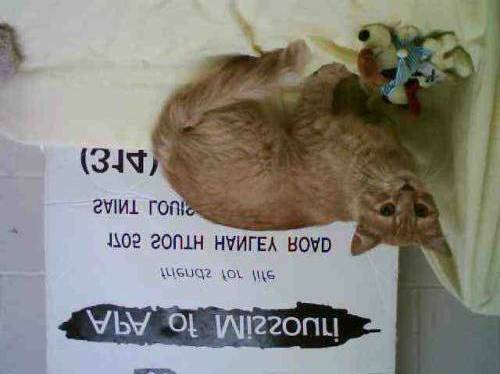 APA of Missouri
friends for life
1705 SOUTH HANLEY ROAD
SAINT LOUIS
(314)